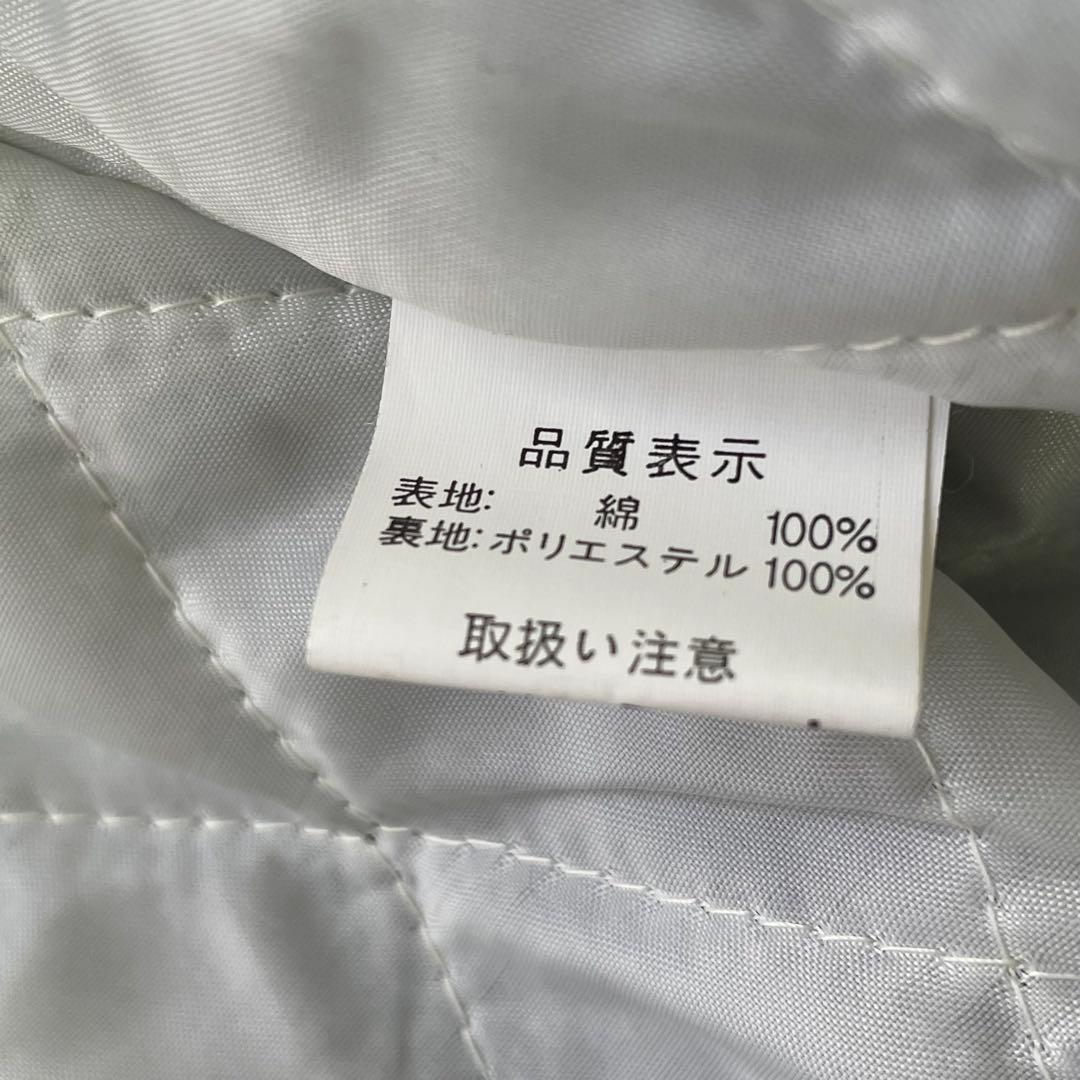 品質表示
表地: 綿 100%
裏地: ポリエステル 100%
取扱い注意